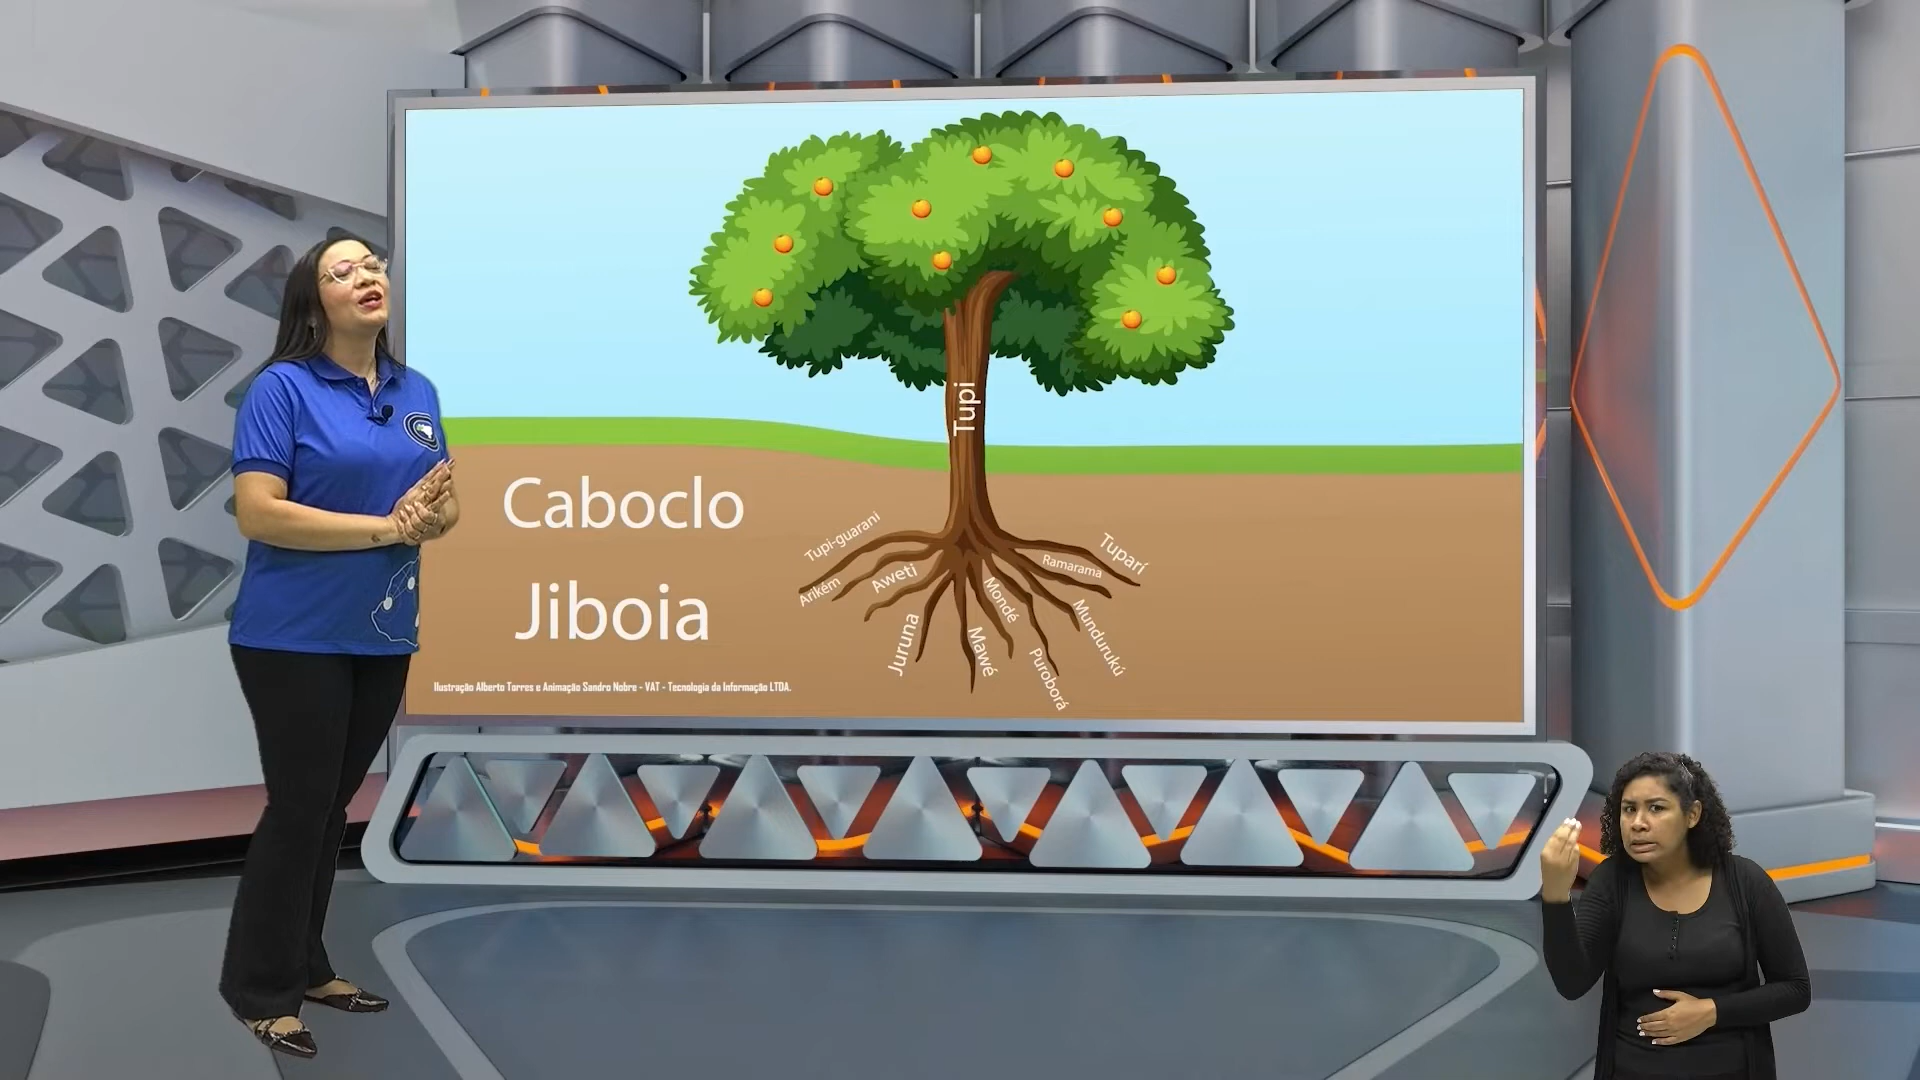 Tupi
Caboclo
Jiboia
Tupi-guarani
Arikém
Aweti
Juruna
Mawé
Mondé
Puroborá
Mundurukú
Ramarama
Tuparí
Ilustração Alberto Torres e Animação Sandro Nobre - VAT - Tecnologia da Informação LTDA.